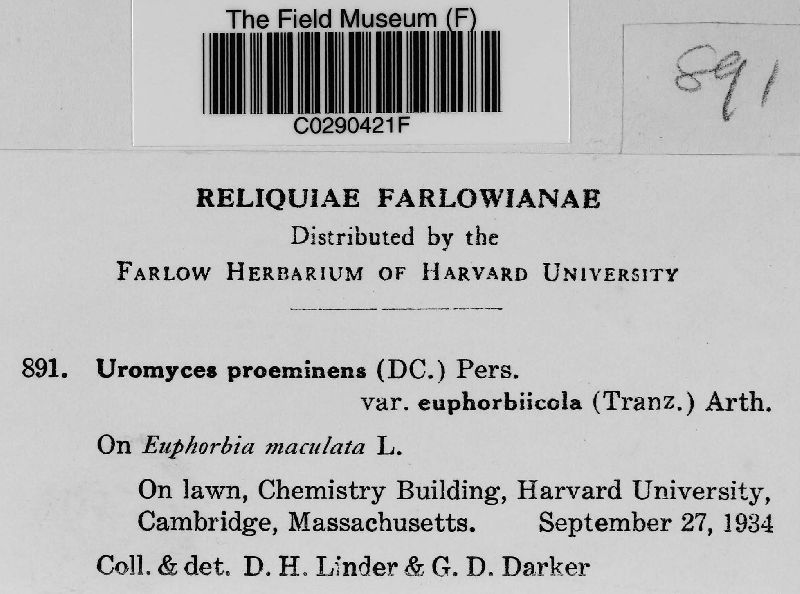 The Field Museum (F)
C0290421F
891
RELIQUIAE FARLOWIANAE
Distributed by the
FARLOW HERBARIUM OF HARVARD UNIVERSITY
891. Uromyces proeminens (DC.) Pers.
var. euphorbiicola (Tranz.) Arth.
On Euphorbia maculata L.
On lawn, Chemistry Building, Harvard University,
Cambridge, Massachusetts. September 27, 1934
Coll. & det. D. H. Linder & G. D. Darker